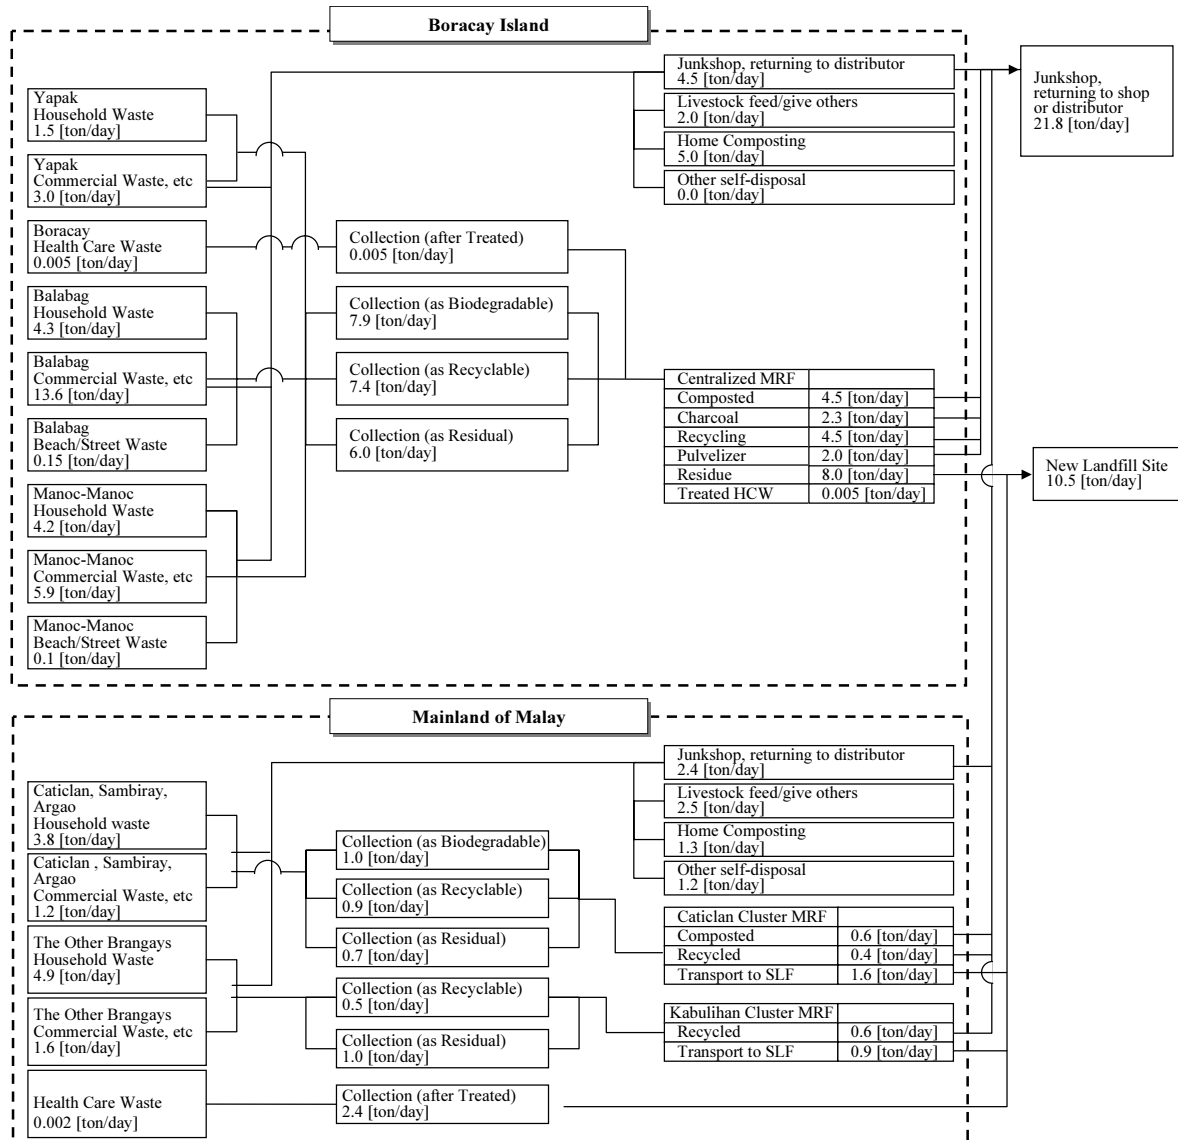 Boracay Island
Junkshop, returning to distributor
4.5 [ton/day]
Livestock feed/give others
2.0 [ton/day]
Home Composting
5.0 [ton/day]
Other self-disposal
0.0 [ton/day]
Junkshop,
returning to shop
or distributor
21.8 [ton/day]
Yapak
Household Waste
1.5 [ton/day]
Yapak
Commercial Waste, etc
3.0 [ton/day]
Boracay
Health Care Waste
0.005 [ton/day]
Balabag
Household Waste
4.3 [ton/day]
Balabag
Commercial Waste, etc
13.6 [ton/day]
Balabag
Beach/Street Waste
0.15 [ton/day]
Manoc-Manoc
Household Waste
4.2 [ton/day]
Manoc-Manoc
Commercial Waste, etc
5.9 [ton/day]
Manoc-Manoc
Beach/Street Waste
0.1 [ton/day]
Collection (after Treated)
0.005 [ton/day]
Collection (as Biodegradable)
7.9 [ton/day]
Collection (as Recyclable)
7.4 [ton/day]
Collection (as Residual)
6.0 [ton/day]
Centralized MRF
Composted 4.5 [ton/day]
Charcoal 2.3 [ton/day]
Recycling 4.5 [ton/day]
Pulvelizer 2.0 [ton/day]
Residue 8.0 [ton/day]
Treated HCW 0.005 [ton/day]
New Landfill Site
10.5 [ton/day]
Mainland of Malay
Junkshop, returning to distributor
2.4 [ton/day]
Livestock feed/give others
2.5 [ton/day]
Home Composting
1.3 [ton/day]
Other self-disposal
1.2 [ton/day]
Caticlan, Sambiray,
Argao
Household waste
3.8 [ton/day]
Caticlan , Sambiray,
Argao
Commercial Waste, etc
1.2 [ton/day]
The Other Brangays
Household Waste
4.9 [ton/day]
The Other Brangays
Commercial Waste, etc
1.6 [ton/day]
Health Care Waste
0.002 [ton/day]
Collection (as Biodegradable)
1.0 [ton/day]
Collection (as Recyclable)
0.9 [ton/day]
Collection (as Residual)
0.7 [ton/day]
Collection (as Recyclable)
0.5 [ton/day]
Collection (as Residual)
1.0 [ton/day]
Collection (after Treated)
2.4 [ton/day]
Caticlan Cluster MRF
Composted 0.6 [ton/day]
Recycled 0.4 [ton/day]
Transport to SLF 1.6 [ton/day]
Kabulihan Cluster MRF
Recycled 0.6 [ton/day]
Transport to SLF 0.9 [ton/day]